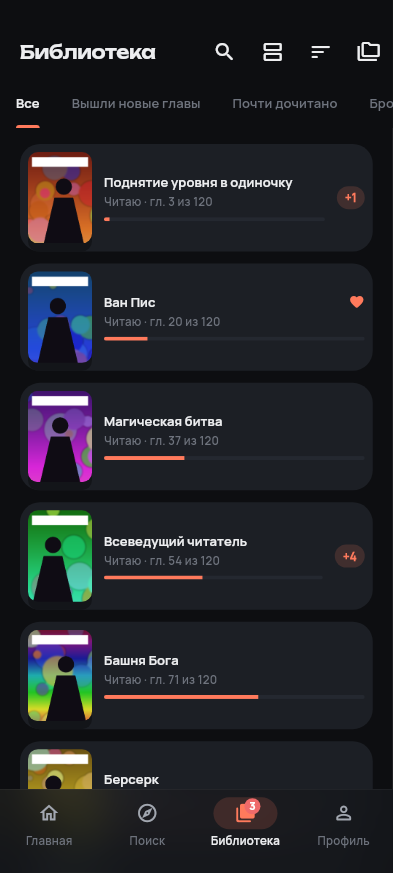 Библиотека
Все Вышли новые главы Почти дочитано Бро
Поднятие уровня в одиночку
Читаю · гл. 3 из 120
+1
Ван Пис
Читаю · гл. 20 из 120
Магическая битва
Читаю · гл. 37 из 120
Всеведущий читатель
Читаю · гл. 54 из 120
+4
Башня Бога
Читаю · гл. 71 из 120
Берсерк
3
Главная Поиск Библиотека Профиль